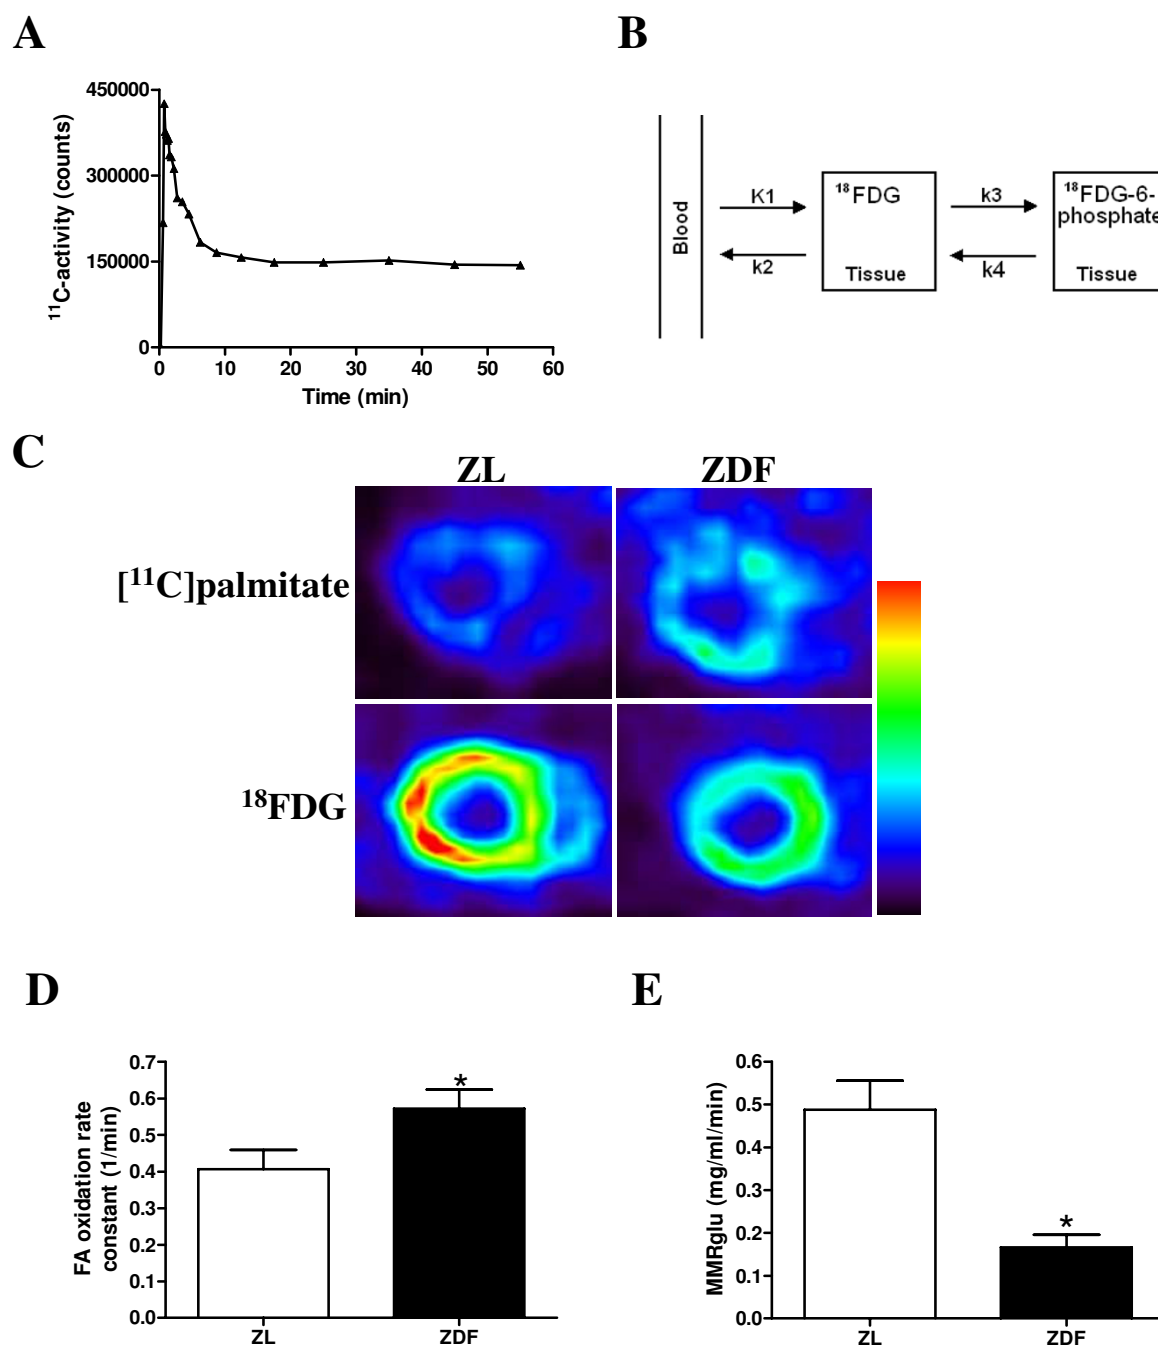 A
B
450000
300000
150000
0
¹¹C-activity (counts)
0 10 20 30 40 50 60
Time (min)
Blood
K1
k2
¹⁸FDG
Tissue
k3
k4
¹⁸FDG-6-
phosphate
Tissue
C
ZL ZDF
[¹¹C]palmitate
¹⁸FDG
D
E
0.7
0.6
0.5
0.4
0.3
0.2
0.1
0.0
FA oxidation rate
constant (1/min)
*
ZL ZDF
0.6
0.5
0.4
0.3
0.2
0.1
0.0
MMRglu (mg/ml/min)
*
ZL ZDF